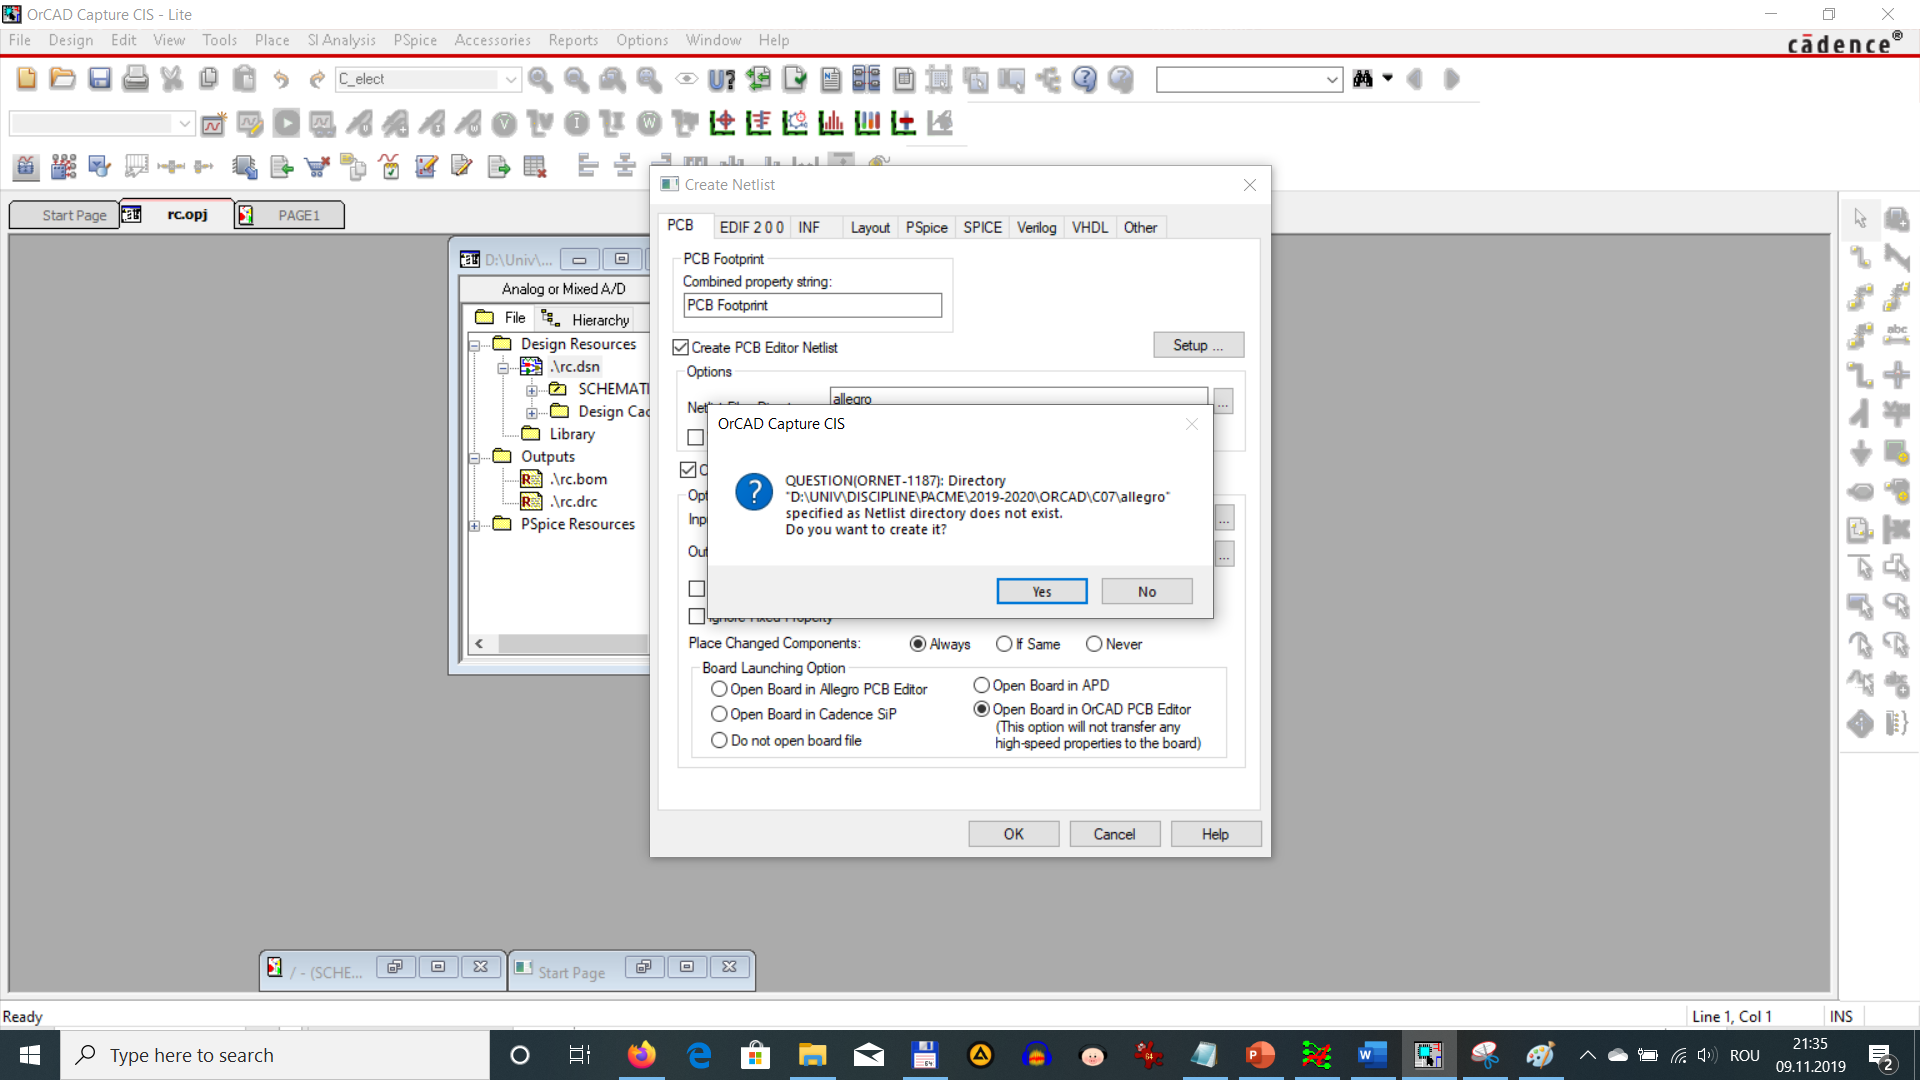 OrCAD Capture CIS - Lite
File Design Edit View Tools Place SI Analysis PSpice Accessories Reports Options Window Help
cādence®
C_elect
U?
Start Page
rc.opj
PAGE1
D:\Univ/...
Analog or Mixed A/D
File
Hierarchy
Design Resources
.\rc.dsn
SCHEMATI
Design Cac
Library
Outputs
.\rc.bom
.\rc.drc
PSpice Resources
Create Netlist
PCB EDIF 2 0 0 INF Layout PSpice SPICE Verilog VHDL Other
PCB Footprint
Combined property string:
PCB Footprint
Create PCB Editor Netlist
Setup ...
Options
allegro
...
OrCAD Capture CIS
QUESTION(ORNET-1187): Directory
"D:\UNIV\DISCIPLINE\PACME\2019-2020\ORCAD\C07\allegro"
specified as Netlist directory does not exist.
Do you want to create it?
Yes
No
Opt
Inp
...
Out
...
Ignore Fixed Property
Place Changed Components:
Always
If Same
Never
Board Launching Option
Open Board in Allegro PCB Editor
Open Board in APD
Open Board in Cadence SiP
Open Board in OrCAD PCB Editor
(This option will not transfer any
high-speed properties to the board)
Do not open board file
OK
Cancel
Help
/ - (SCHE...
Start Page
Ready
Line 1, Col 1
INS
Type here to search
ROU
21:35
09.11.2019
2